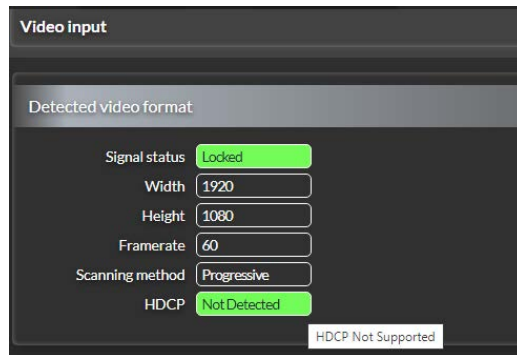 Video input
Detected video format
Signal status Locked
Width 1920
Height 1080
Framerate 60
Scanning method Progressive
HDCP Not Detected
HDCP Not Supported